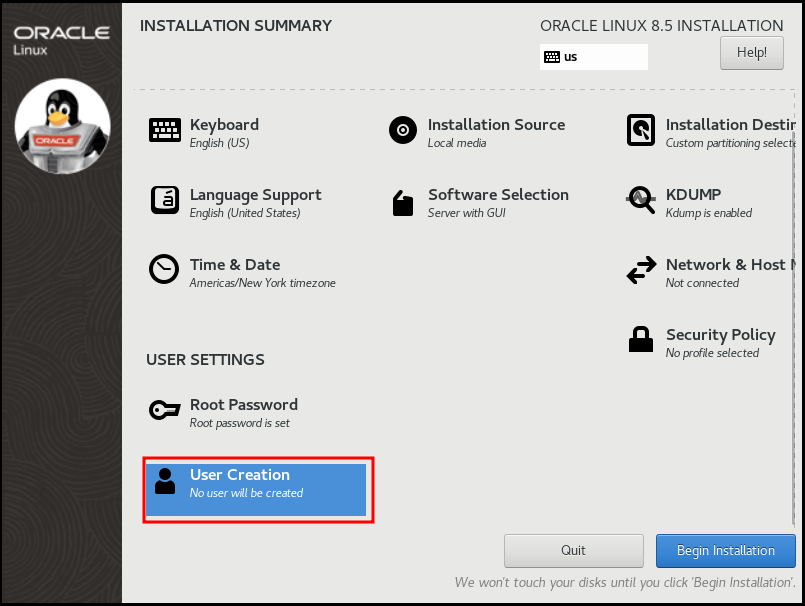 ORACLE
Linux
ORACLE
INSTALLATION SUMMARY
ORACLE LINUX 8.5 INSTALLATION
us
Help!
Keyboard
English (US)
Installation Source
Local media
Installation Destin
Custom partitioning selecte
Language Support
English (United States)
Software Selection
Server with GUI
KDUMP
Kdump is enabled
Time & Date
Americas/New York timezone
Network & Host N
Not connected
Security Policy
No profile selected
USER SETTINGS
Root Password
Root password is set
User Creation
No user will be created
Quit
Begin Installation
We won't touch your disks until you click 'Begin Installation'.